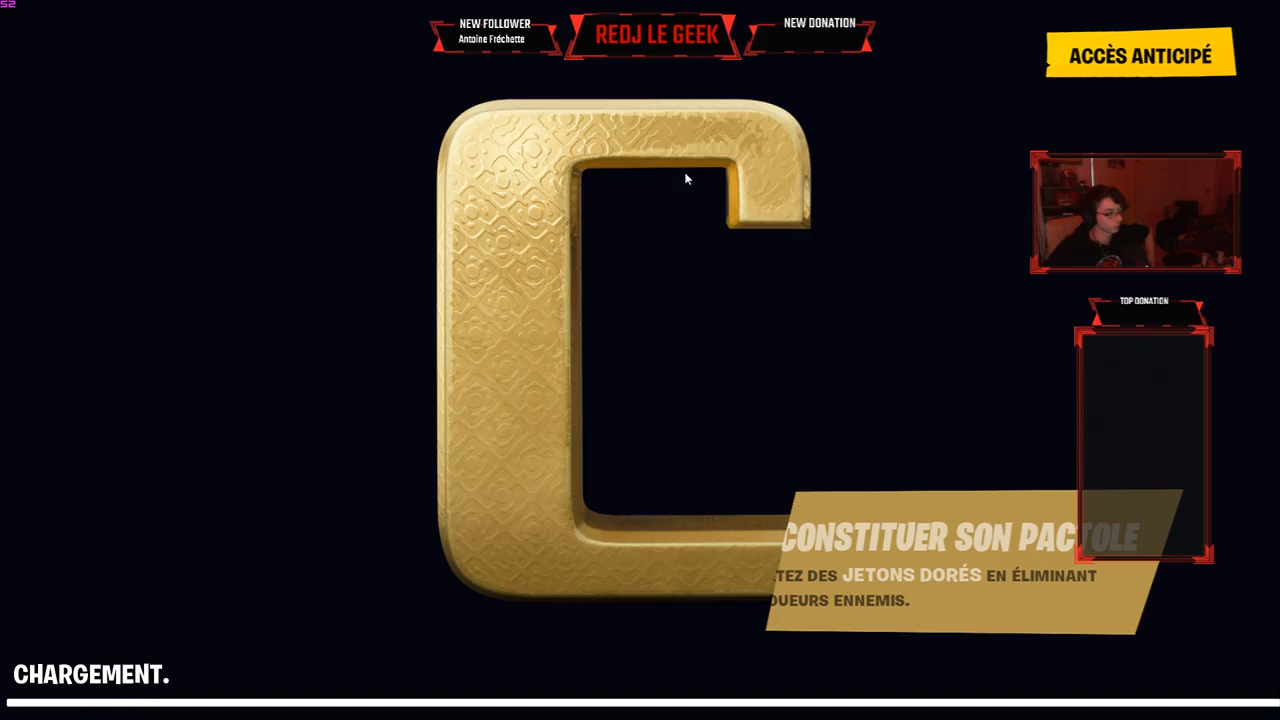 52
NEW FOLLOWER
Antoine Fréchette
REDJ LE GEEK
NEW DONATION
ACCÈS ANTICIPÉ
TOP DONATION
CONSTITUER SON PACTOLE
TEZ DES JETONS DORÉS EN ÉLIMINANT
OUEURS ENNEMIS.
CHARGEMENT.